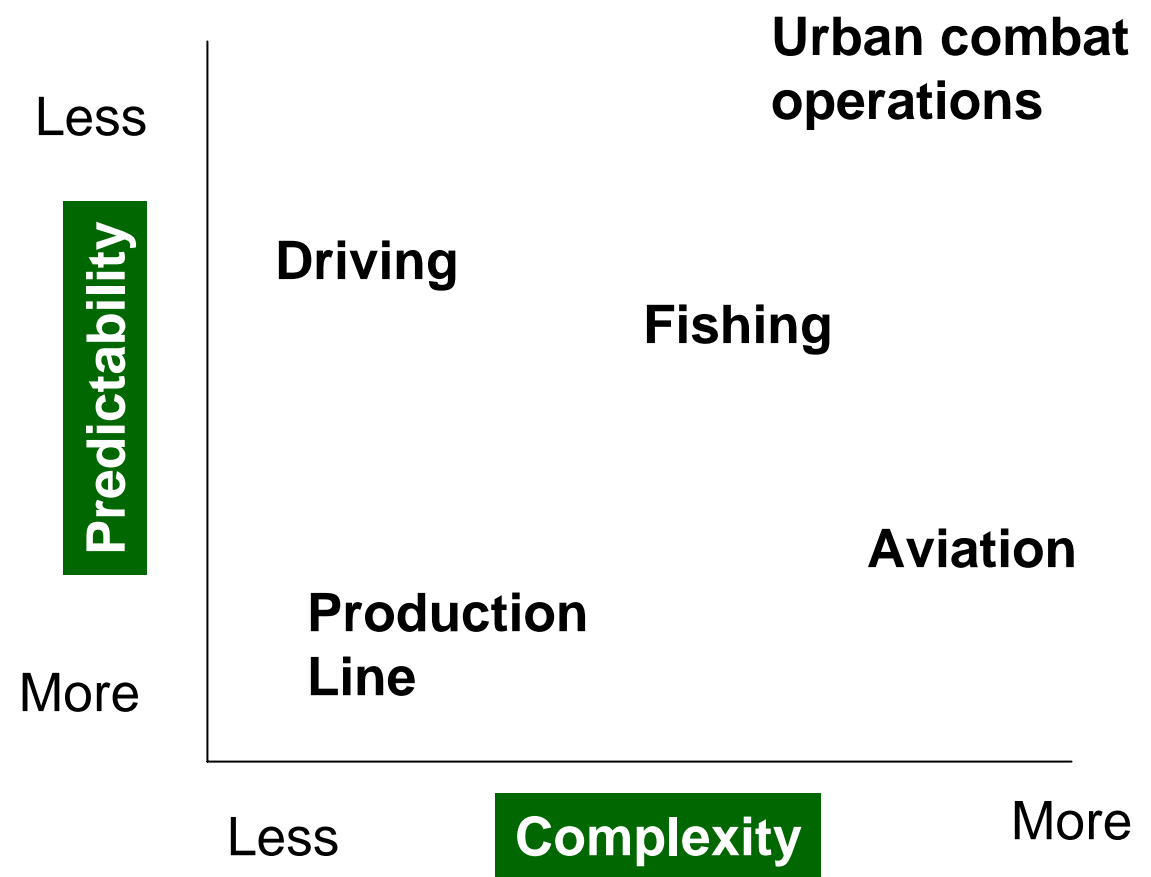 Urban combat
operations
Less
Predictability
Driving
Fishing
Aviation
Production
Line
More
Less
Complexity
More